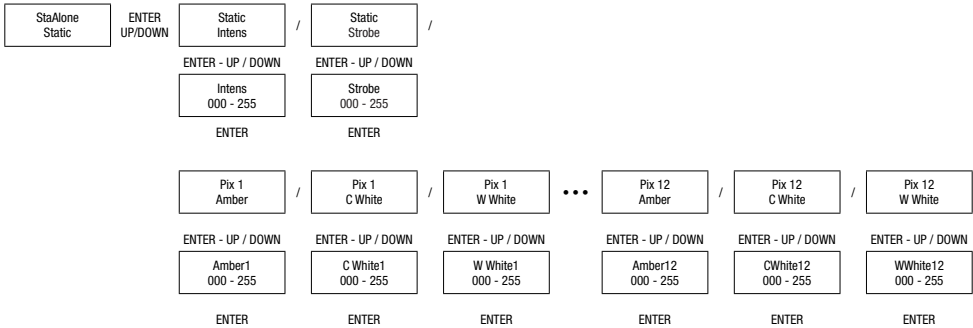 StaAlone ENTER Static / Static /
Static UP/DOWN Intens Strobe
ENTER - UP / DOWN ENTER - UP / DOWN
Intens Strobe
000 - 255 000 - 255
ENTER ENTER
Pix 1 / Pix 1 / Pix 1 ••• Pix 12 / Pix 12 / Pix 12
Amber C White W White Amber C White W White
ENTER - UP / DOWN ENTER - UP / DOWN ENTER - UP / DOWN ENTER - UP / DOWN ENTER - UP / DOWN ENTER - UP / DOWN
Amber1 C White1 W White1 Amber12 CWhite12 WWhite12
000 - 255 000 - 255 000 - 255 000 - 255 000 - 255 000 - 255
ENTER ENTER ENTER ENTER ENTER ENTER